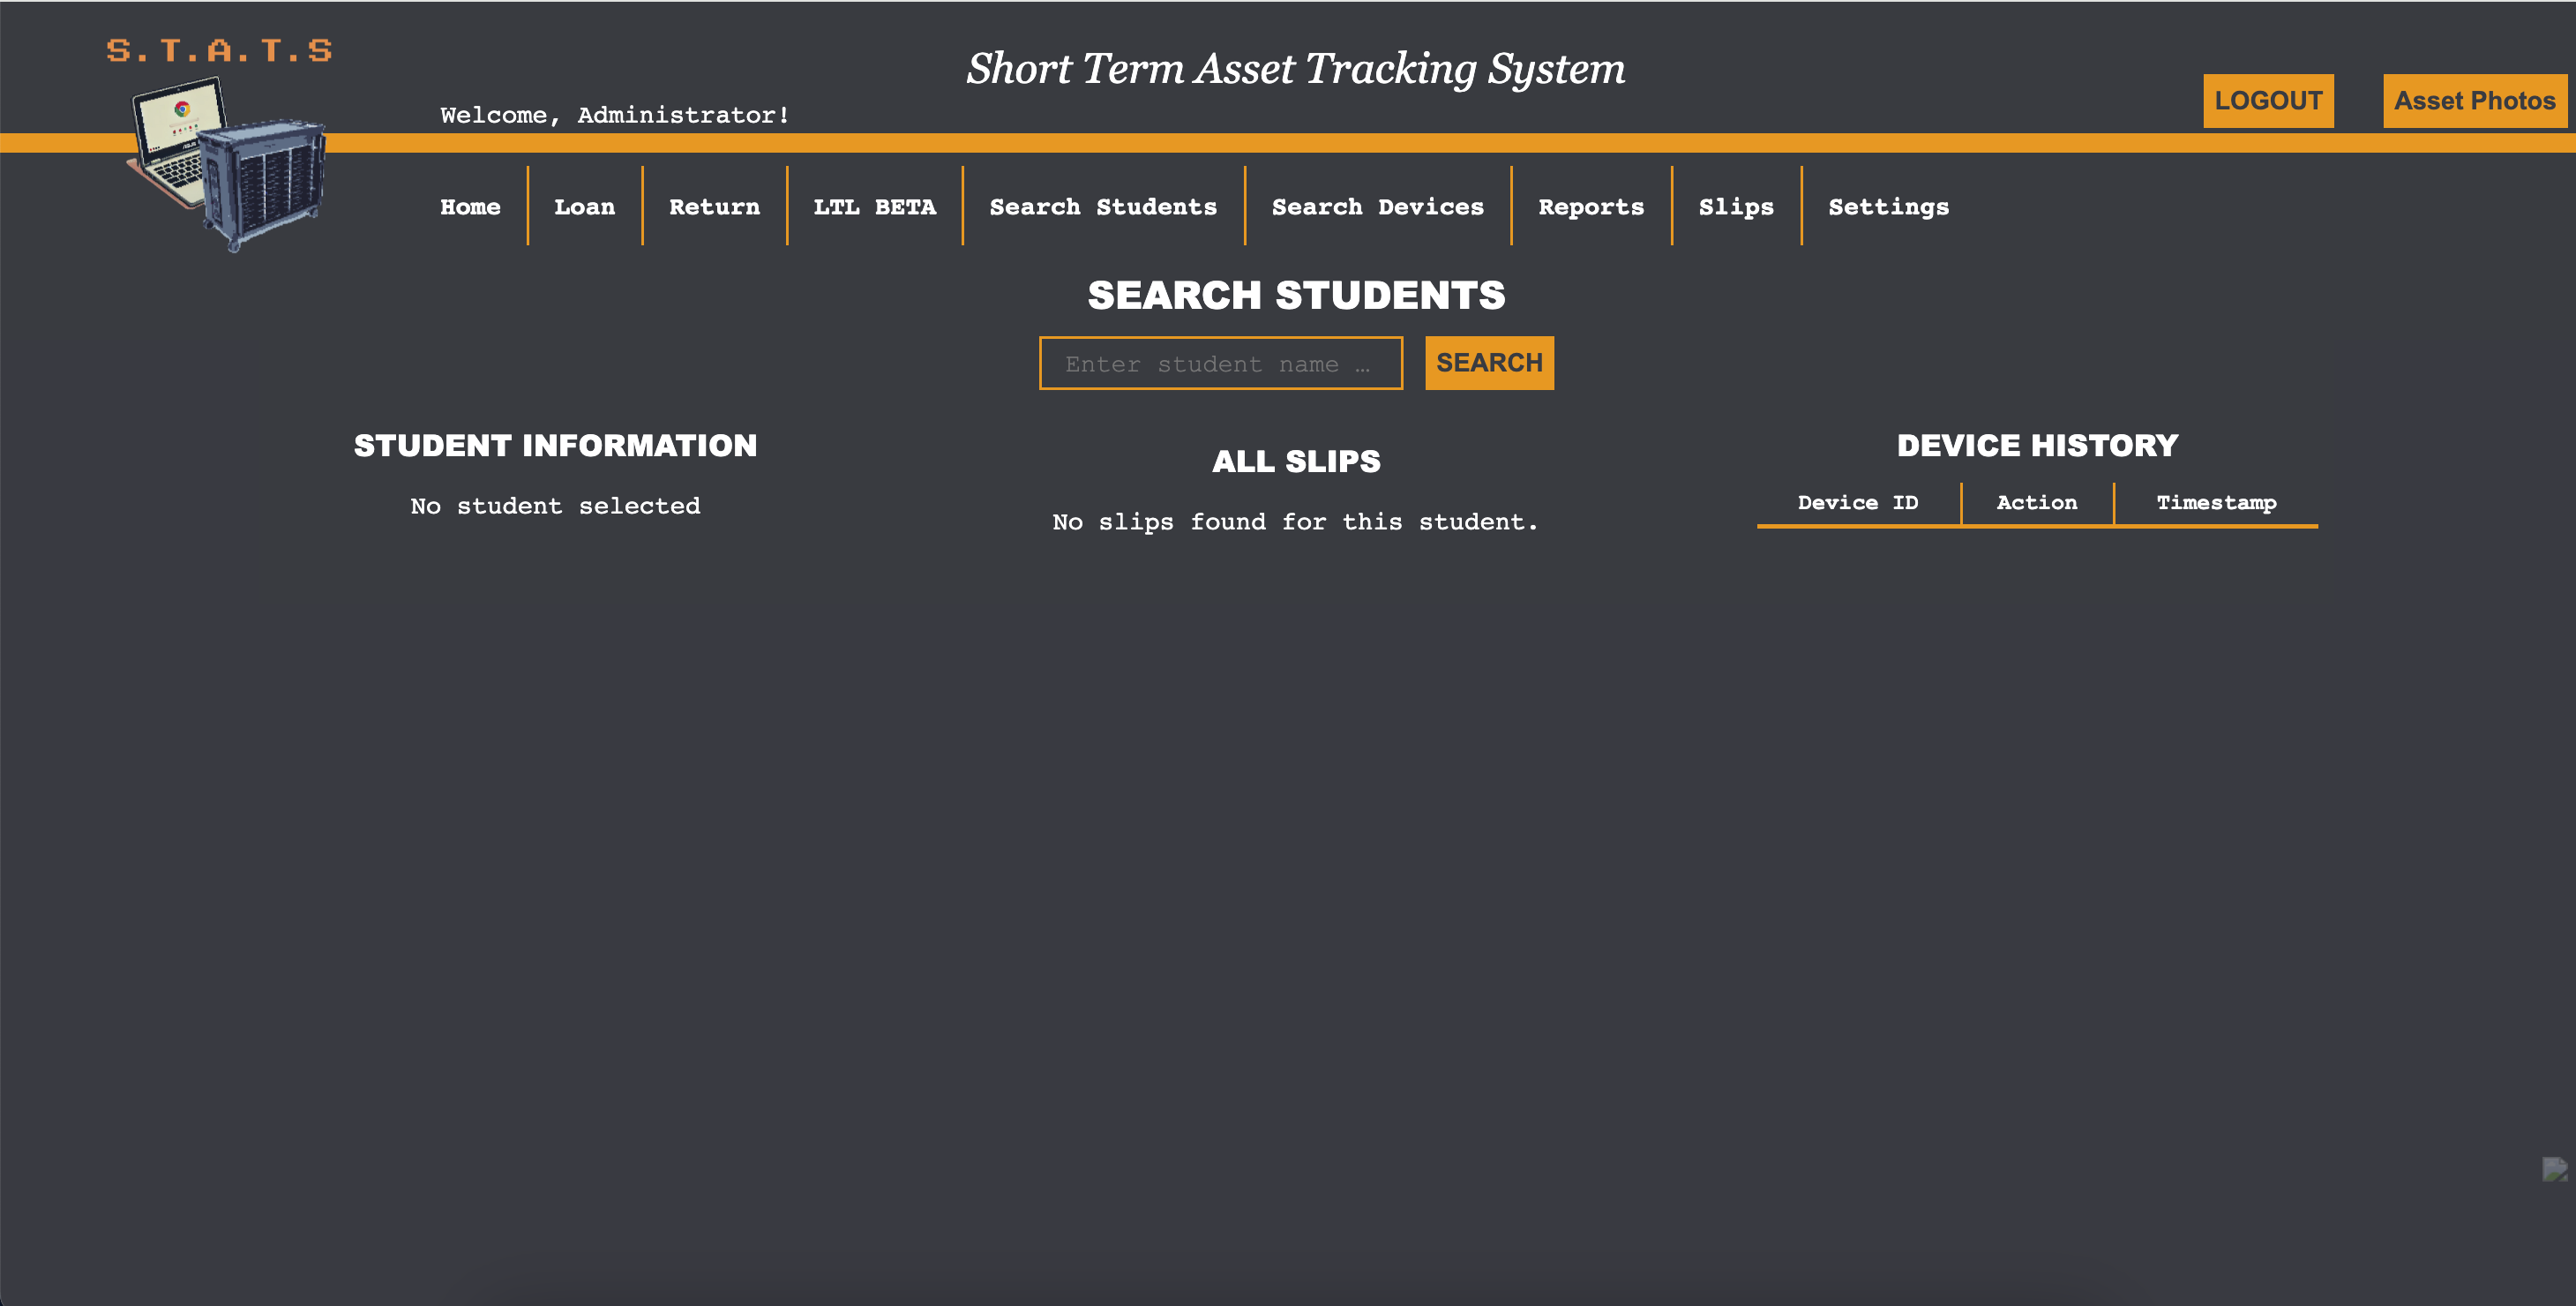 S.T.A.T.S
Short Term Asset Tracking System
Welcome, Administrator!
LOGOUT
Asset Photos
Home
Loan
Return
LTL BETA
Search Students
Search Devices
Reports
Slips
Settings
SEARCH STUDENTS
Enter student name …
SEARCH
STUDENT INFORMATION
No student selected
ALL SLIPS
No slips found for this student.
DEVICE HISTORY
Device ID
Action
Timestamp